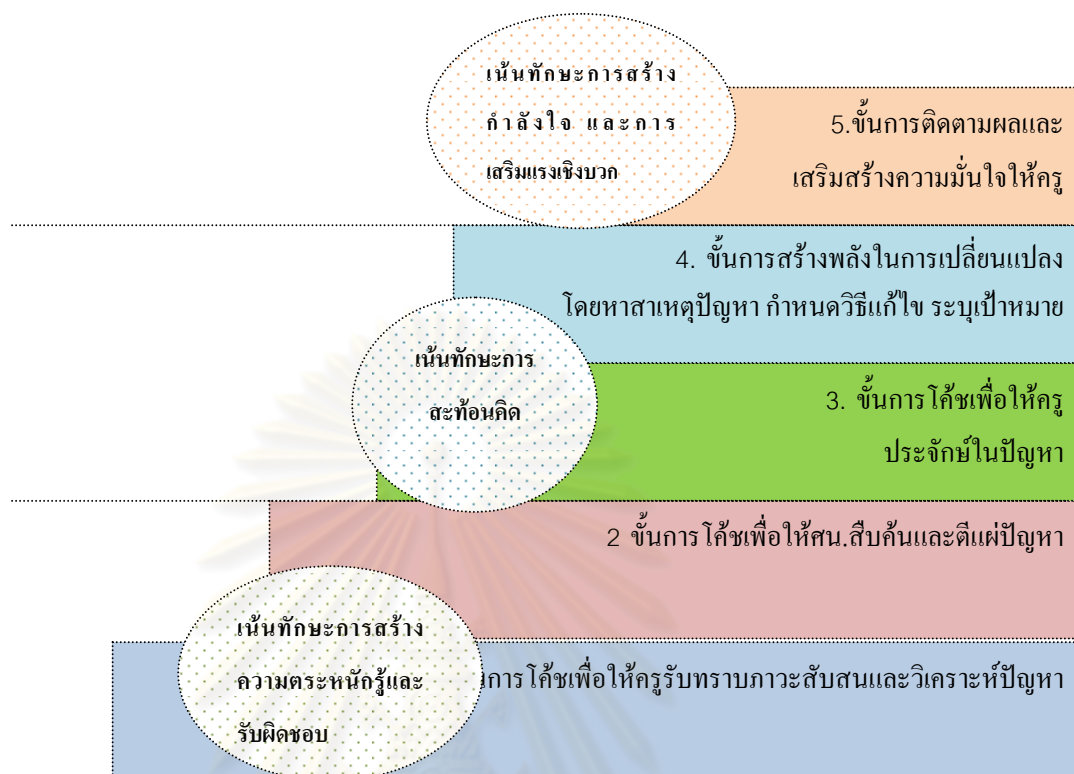 เน้นทักษะการสร้าง
กำลังใจ และการ
เสริมแรงเชิงบวก
5.ขั้นการติดตามผลและ
เสริมสร้างความมั่นใจให้ครู
4. ขั้นการสร้างพลังในการเปลี่ยนแปลง
โดยหาสาเหตุปัญหา กำหนดวิธีแก้ไข ระบุเป้าหมาย
เน้นทักษะการ
สะท้อนคิด
3. ขั้นการโค้ชเพื่อให้ครู
ประจักษ์ในปัญหา
2 ขั้นการโค้ชเพื่อให้ศน.สืบค้นและตีแผ่ปัญหา
เน้นทักษะการสร้าง
ความตระหนักรู้และ
รับผิดชอบ
การโค้ชเพื่อให้ครูรับทราบภาวะสับสนและวิเคราะห์ปัญหา